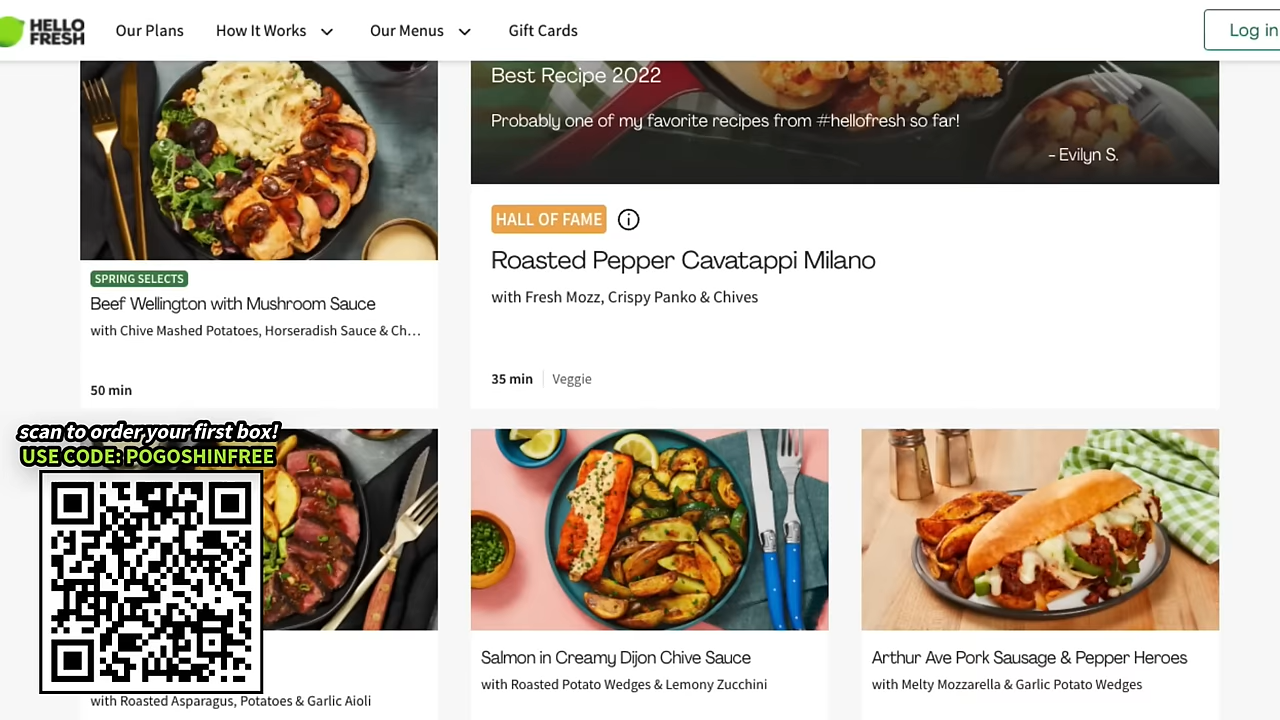 HELLO
FRESH
Our Plans
How It Works
Our Menus
Gift Cards
Log in
Best Recipe 2022
Probably one of my favorite recipes from #hellofresh so far!
- Evilyn S.
HALL OF FAME
Roasted Pepper Cavatappi Milano
with Fresh Mozz, Crispy Panko & Chives
35 min
Veggie
SPRING SELECTS
Beef Wellington with Mushroom Sauce
with Chive Mashed Potatoes, Horseradish Sauce & Ch...
50 min
scan to order your first box!
USE CODE: POGOSHINFREE
with Roasted Asparagus, Potatoes & Garlic Aioli
Salmon in Creamy Dijon Chive Sauce
with Roasted Potato Wedges & Lemony Zucchini
Arthur Ave Pork Sausage & Pepper Heroes
with Melty Mozzarella & Garlic Potato Wedges